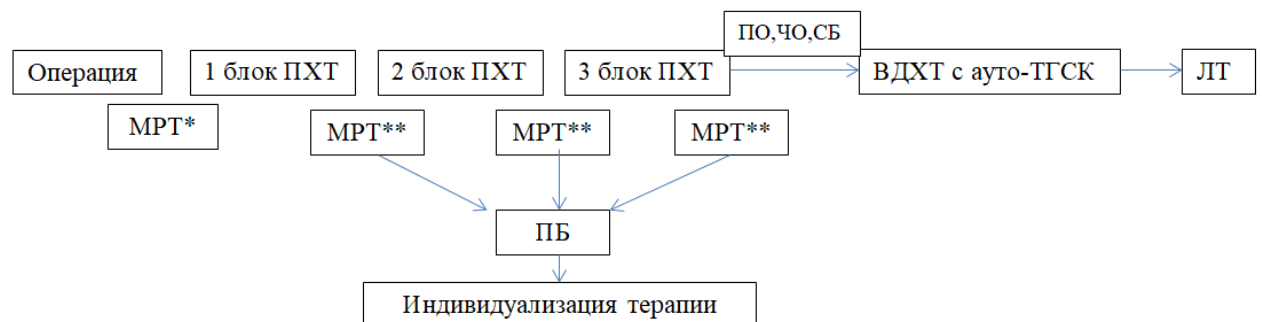 ПО,ЧО,СБ
Операция
1 блок ПХТ
2 блок ПХТ
3 блок ПХТ
ВДХТ с ауто-ТГСК
ЛТ
МРТ*
МРТ**
МРТ**
МРТ**
ПБ
Индивидуализация терапии